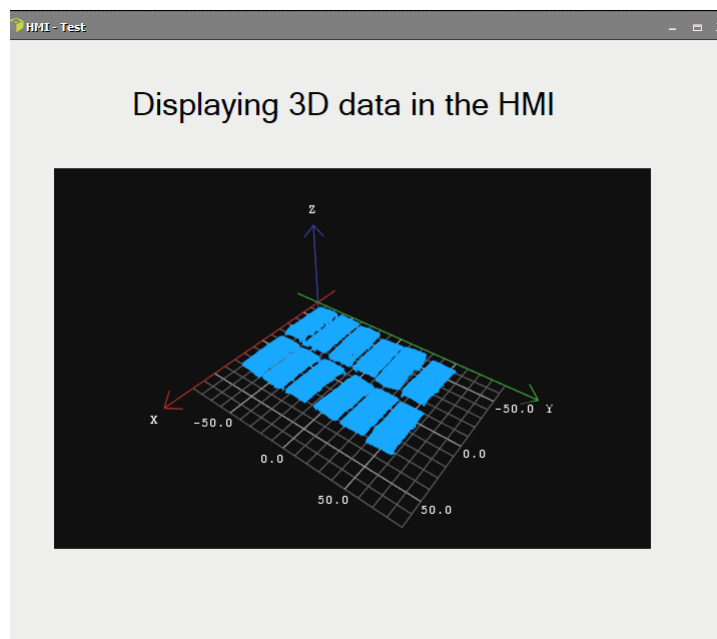 HMI - Test
Displaying 3D data in the HMI
Z
X
-50.0
0.0
50.0
-50.0 Y
0.0
50.0